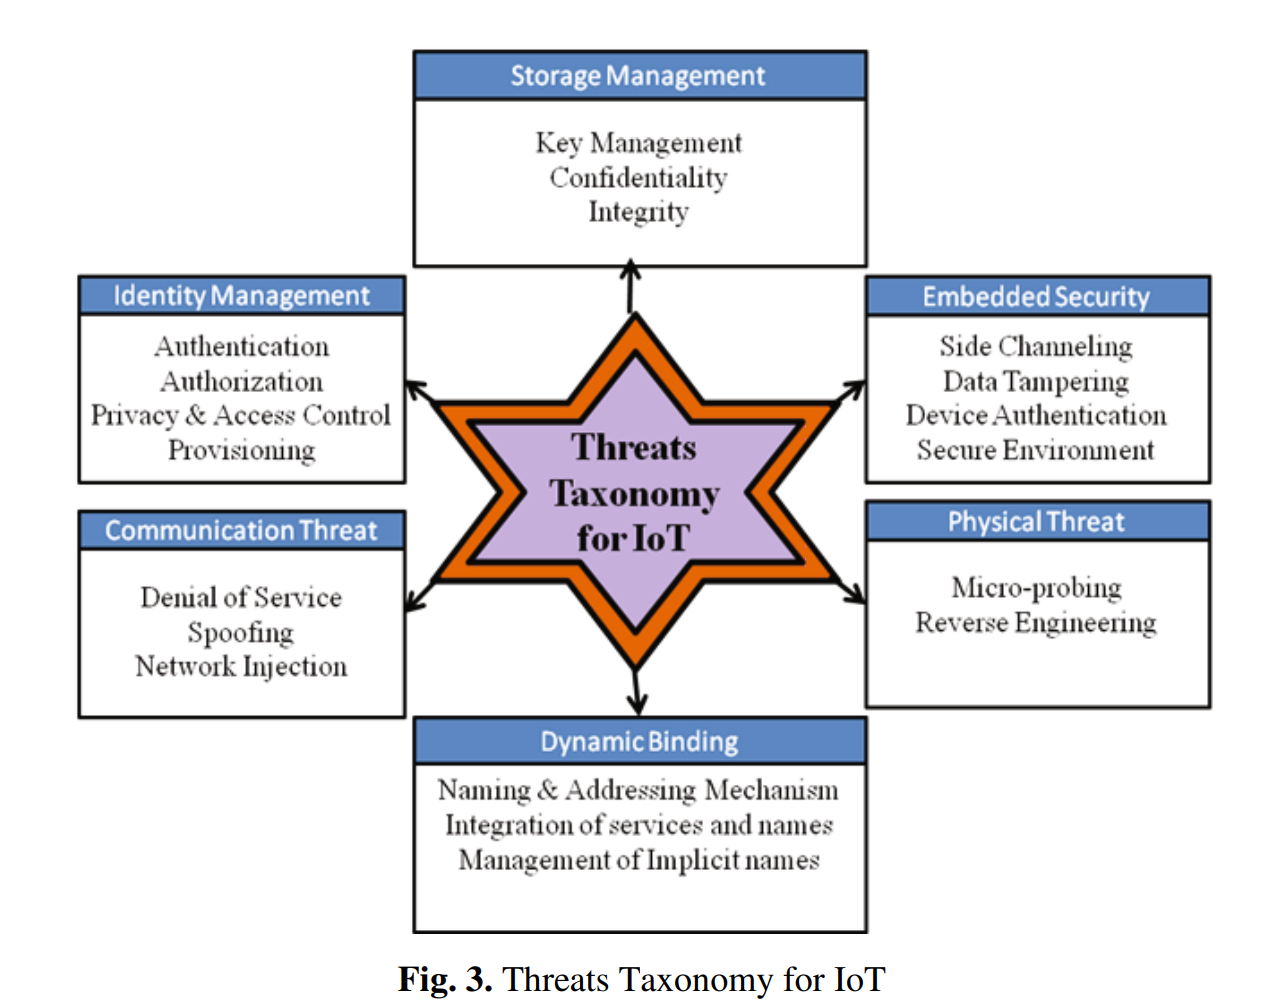 Storage Management
Key Management
Confidentiality
Integrity
Identity Management
Authentication
Authorization
Privacy & Access Control
Provisioning
Embedded Security
Side Channeling
Data Tampering
Device Authentication
Secure Environment
Threats
Taxonomy
for IoT
Communication Threat
Denial of Service
Spoofing
Network Injection
Physical Threat
Micro-probing
Reverse Engineering
Dynamic Binding
Naming & Addressing Mechanism
Integration of services and names
Management of Implicit names
Fig. 3. Threats Taxonomy for IoT